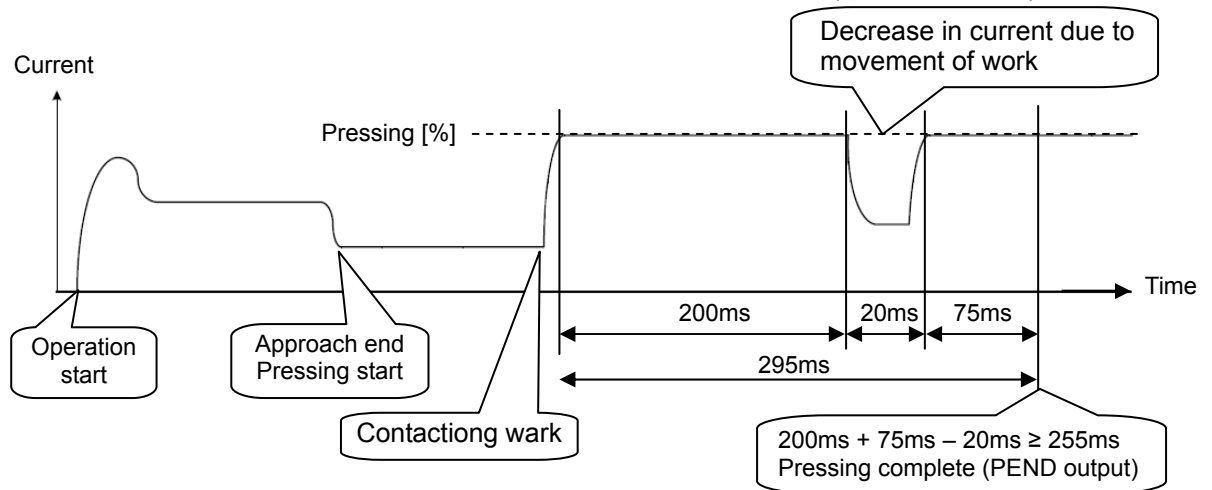 Decrease in current due to
movement of work
Current
Pressing [%]
Time
200ms
20ms
75ms
Operation
start
Approach end
Pressing start
295ms
Contactiong wark
200ms + 75ms – 20ms ≥ 255ms
Pressing complete (PEND output)